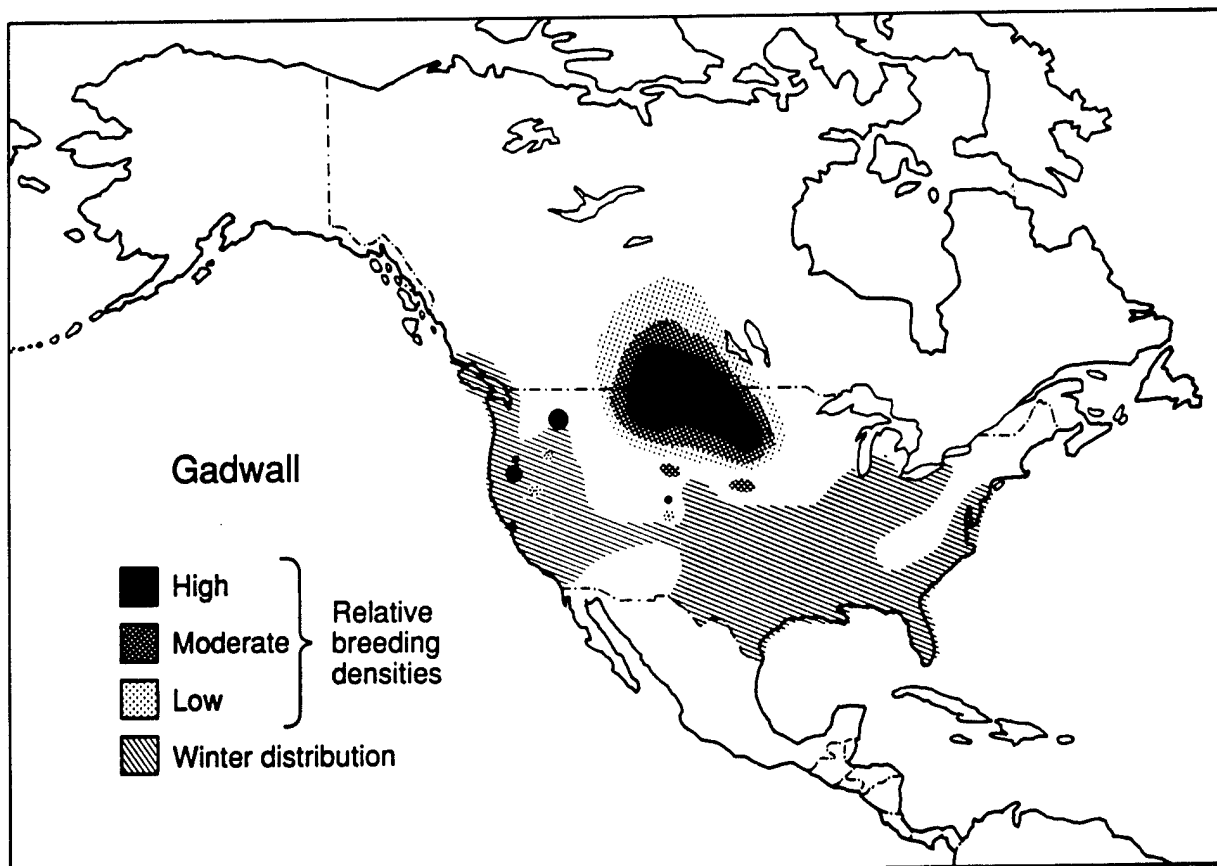 Gadwall
High
Moderate
Low
Relative
breeding
densities
Winter distribution